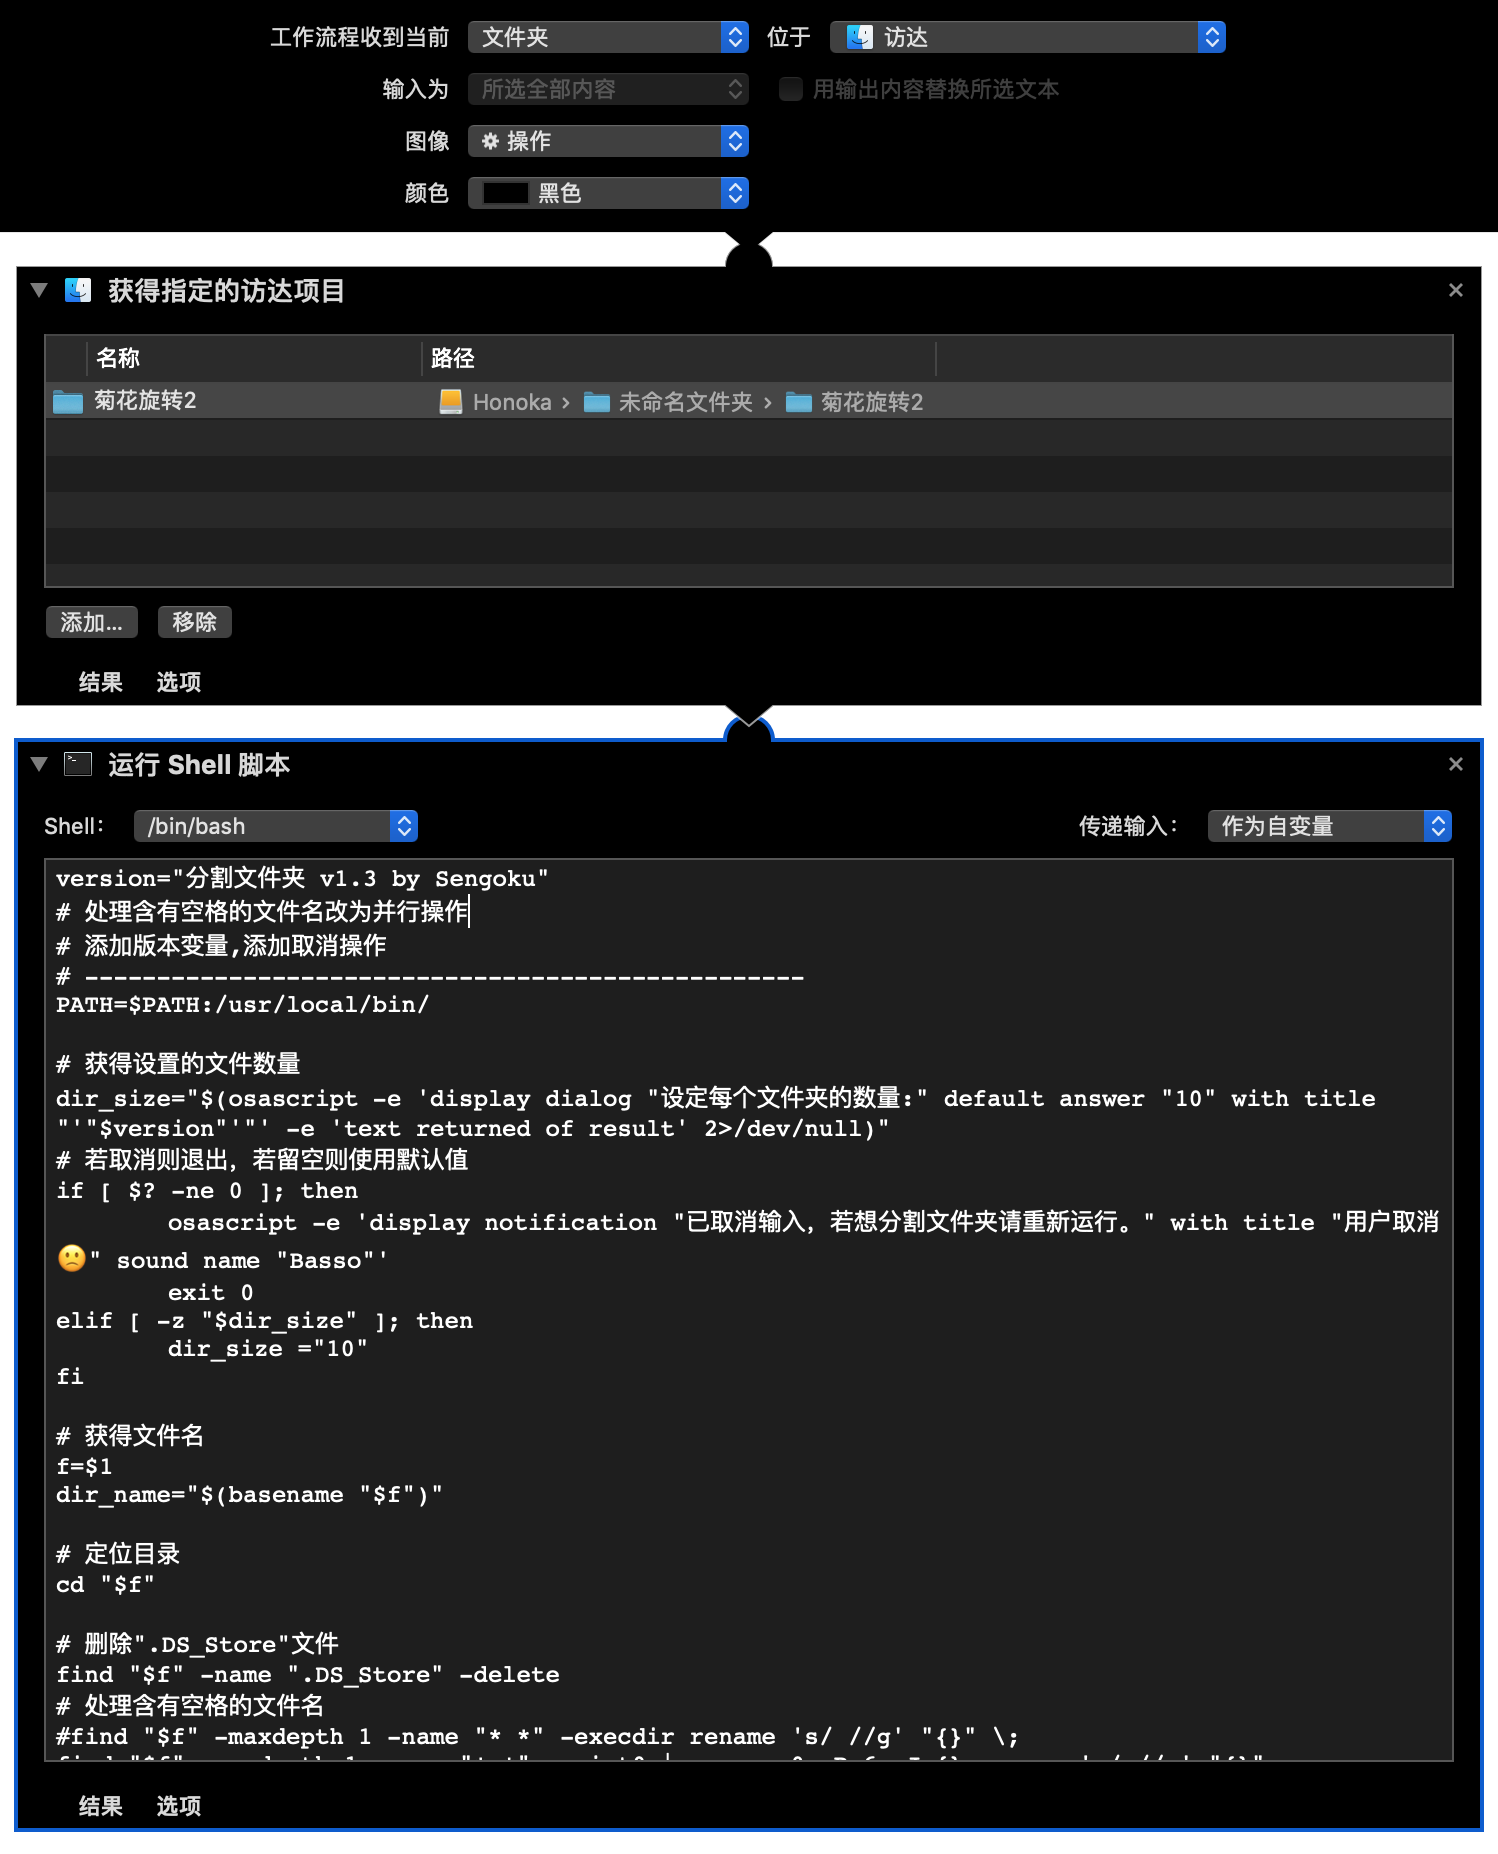 工作流程收到当前 文件夹 位于 访达
输入为 所选全部内容 用输出内容替换所选文本
图像 操作
颜色 黑色
获得指定的访达项目
名称 路径
菊花旋转2 Honoka › 未命名文件夹 › 菊花旋转2
添加... 移除
结果 选项
运行 Shell 脚本
Shell: /bin/bash 传递输入: 作为自变量
version="分割文件夹 v1.3 by Sengoku"
# 处理含有空格的文件名改为并行操作
# 添加版本变量,添加取消操作
# --------------------------------------------------
PATH=$PATH:/usr/local/bin/
# 获得设置的文件数量
dir_size="$(osascript -e 'display dialog "设定每个文件夹的数量:" default answer "10" with title
"'"$version"'"' -e 'text returned of result' 2>/dev/null)"
# 若取消则退出，若留空则使用默认值
if [ $? -ne 0 ]; then
osascript -e 'display notification "已取消输入，若想分割文件夹请重新运行。" with title "用户取消
🙁" sound name "Basso"'
exit 0
elif [ -z "$dir_size" ]; then
dir_size ="10"
fi
# 获得文件名
f=$1
dir_name="$(basename "$f")"
# 定位目录
cd "$f"
# 删除".DS_Store"文件
find "$f" -name ".DS_Store" -delete
# 处理含有空格的文件名
#find "$f" -maxdepth 1 -name "* *" -execdir rename 's/ //g' "{}" \;
结果 选项